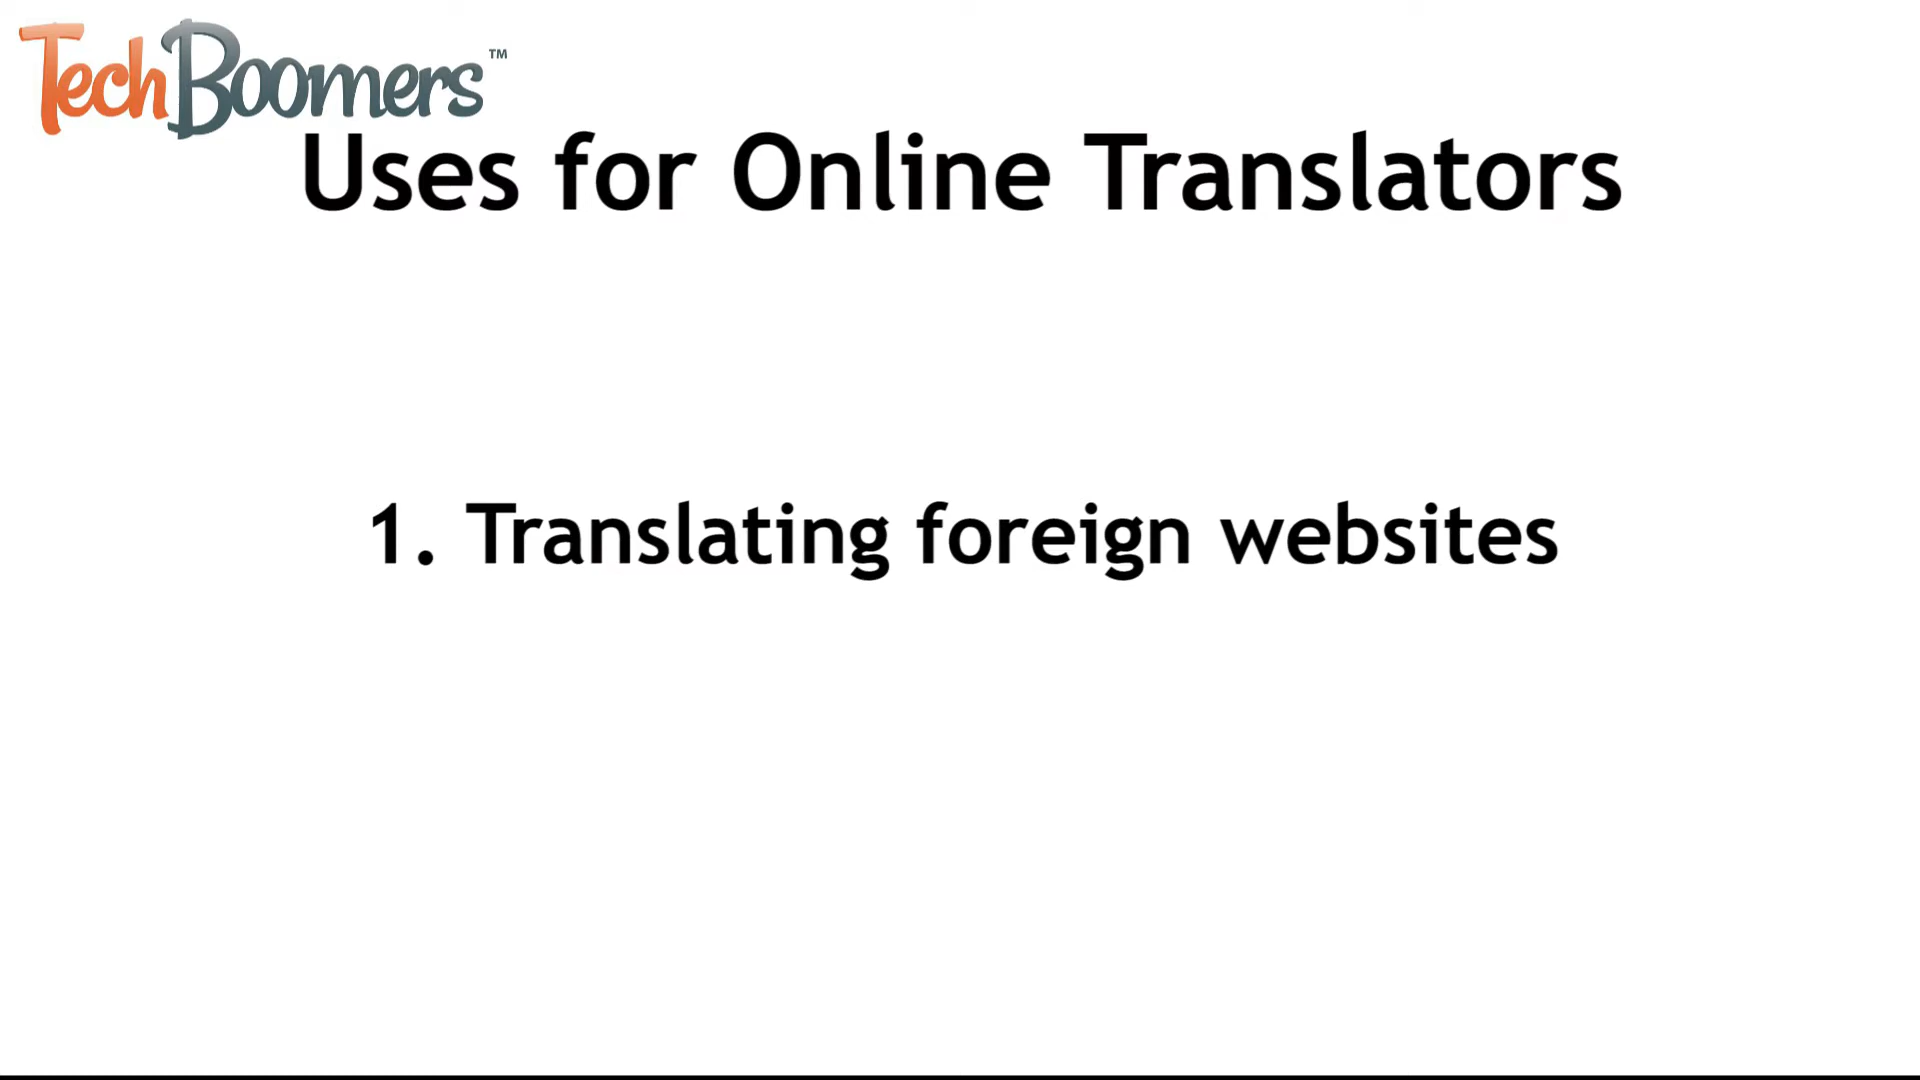 TechBoomers™
Uses for Online Translators
1. Translating foreign websites